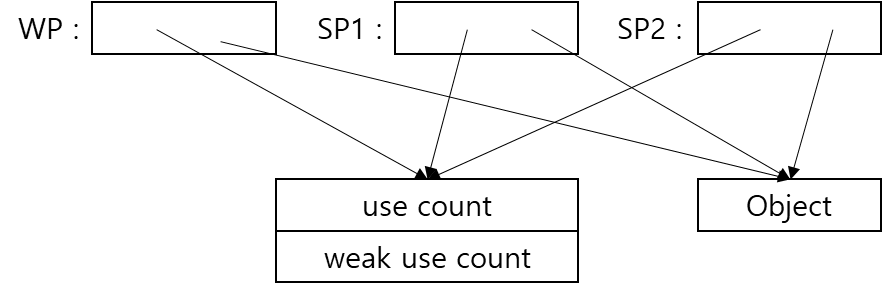 WP : SP1 : SP2 :
use count Object
weak use count